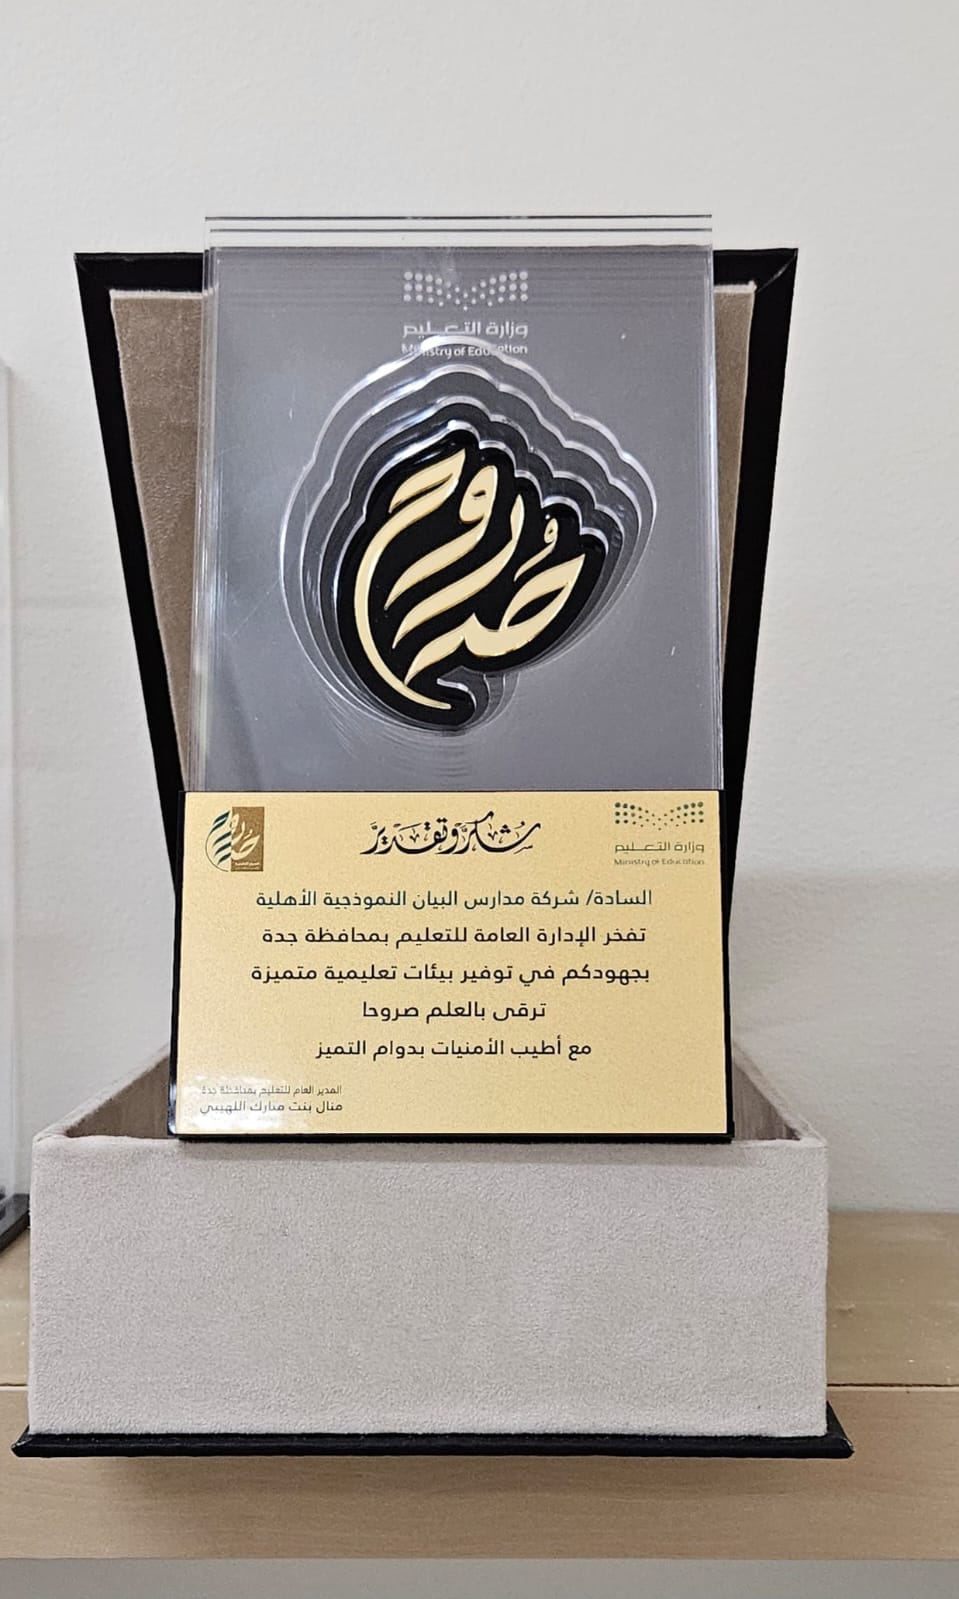 وزارة التعليم
Ministry of Education
صروح
شكر وتقدير
وزارة التعليم
Ministry of Education
السادة/ شركة مدارس البيان النموذجية الأهلية
تفخر الإدارة العامة للتعليم بمحافظة جدة
بجهودكم في توفير بيئات تعليمية متميزة
ترقى بالعلم صروحا
مع أطيب الأمنيات بدوام التميز
المدير العام للتعليم بمحافظة جدة
منال بنت مبارك اللهيبي